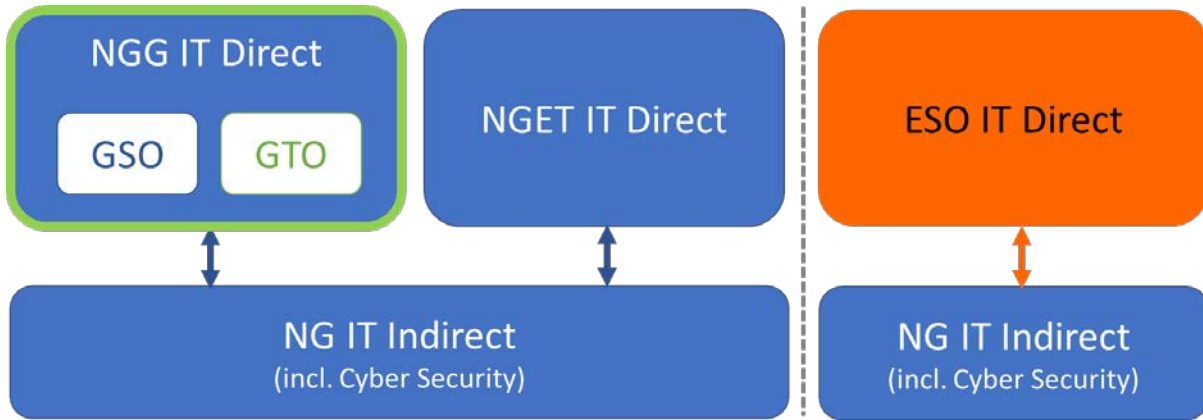 NGG IT Direct
GSO
GTO
NGET IT Direct
ESO IT Direct
NG IT Indirect
(incl. Cyber Security)
NG IT Indirect
(incl. Cyber Security)